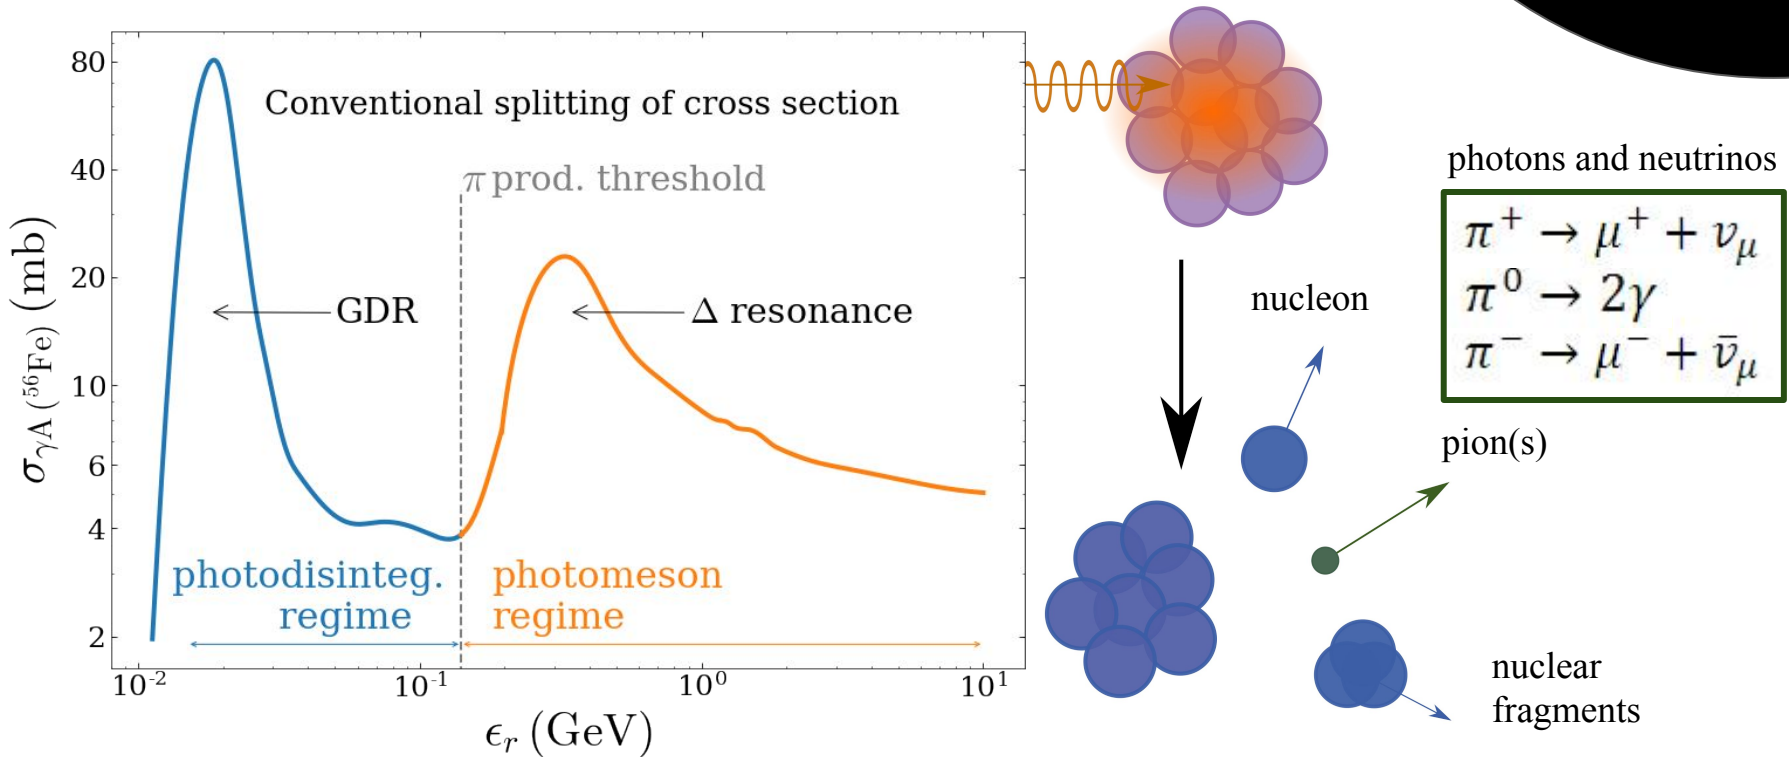 Conventional splitting of cross section
π prod. threshold
GDR
Δ resonance
photodisinteg.
regime
photomeson
regime
80
40
20
10
6
4
2
σγA (⁵⁶Fe) (mb)
10⁻²
10⁻¹
10⁰
10¹
ϵᵣ (GeV)
photons and neutrinos
π⁺ → μ⁺ + ν_μ
π⁰ → 2γ
π⁻ → μ⁻ + ν̄_μ
nucleon
pion(s)
nuclear
fragments